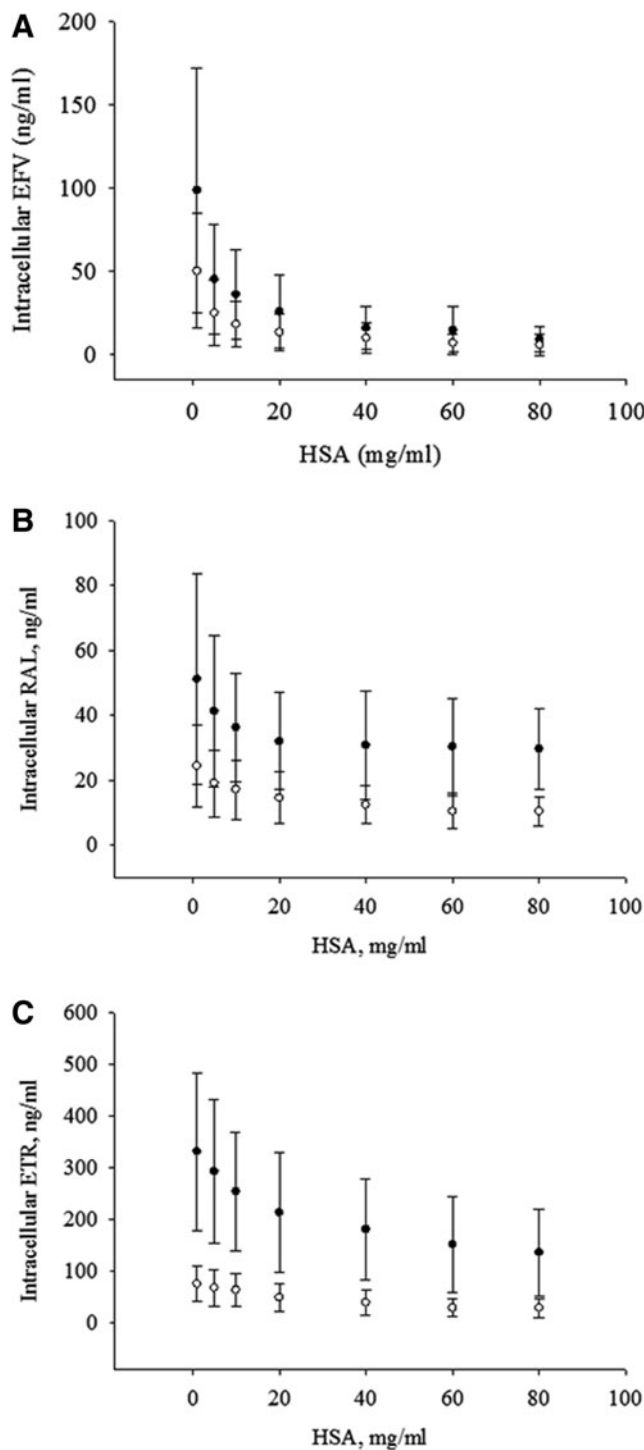 A
Intracellular EFV (ng/ml)
200
150
100
50
0
0 20 40 60 80 100
HSA (mg/ml)
B
Intracellular RAL, ng/ml
100
80
60
40
20
0
0 20 40 60 80 100
HSA, mg/ml
C
Intracellular ETR, ng/ml
600
500
400
300
200
100
0
0 20 40 60 80 100
HSA, mg/ml